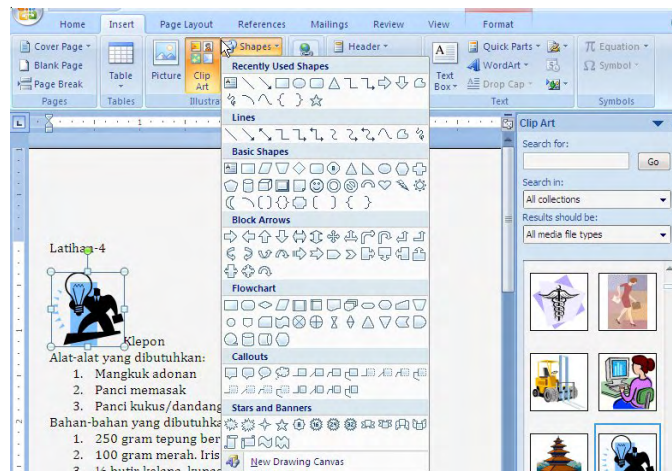 Home Insert Page Layout References Mailings Review View Format
Cover Page
Blank Page
Page Break
Pages
Table
Tables
Picture
Clip Art
Shapes
Illustra
Header
Text Box
Quick Parts
WordArt
Drop Cap
Text
Equation
Symbol
Symbols
Recently Used Shapes
Lines
Basic Shapes
Block Arrows
Flowchart
Callouts
Stars and Banners
New Drawing Canvas
Latihan-4
Klepon
Alat-alat yang dibutuhkan:
1. Mangkuk adonan
2. Panci memasak
3. Panci kukus/dandang
Bahan-bahan yang dibutuhka
1. 250 gram tepung ber
2. 100 gram merah. Iris
Clip Art
Search for:
Go
Search in:
All collections
Results should be:
All media file types